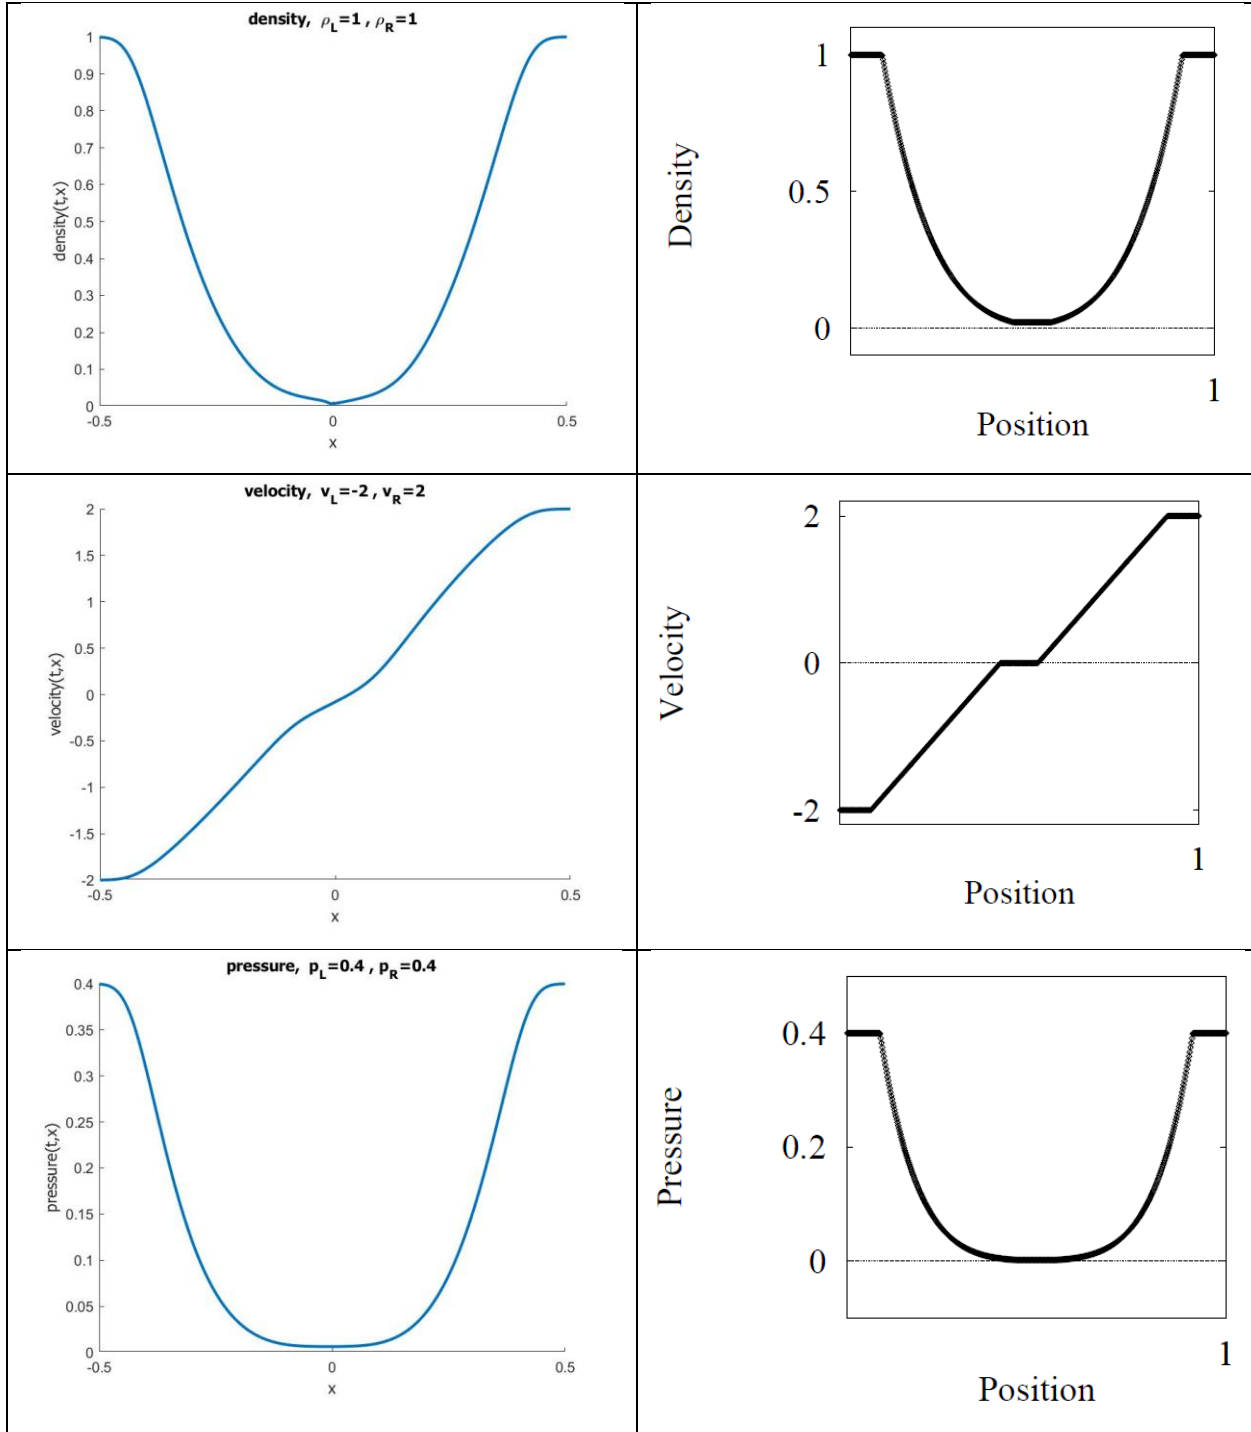 density, ρL=1 , ρR=1
1
0.9
0.8
0.7
0.6
0.5
0.4
0.3
0.2
0.1
0
density(t,x)
-0.5 0 0.5
x
1
0.5
0
Density
1
Position
velocity, vL=-2 , vR=2
2
1.5
1
0.5
0
-0.5
-1
-1.5
-2
velocity(t,x)
-0.5 0 0.5
x
2
0
-2
Velocity
1
Position
pressure, pL=0.4 , pR=0.4
0.4
0.35
0.3
0.25
0.2
0.15
0.1
0.05
0
pressure(t,x)
-0.5 0 0.5
x
0.4
0.2
0
Pressure
1
Position